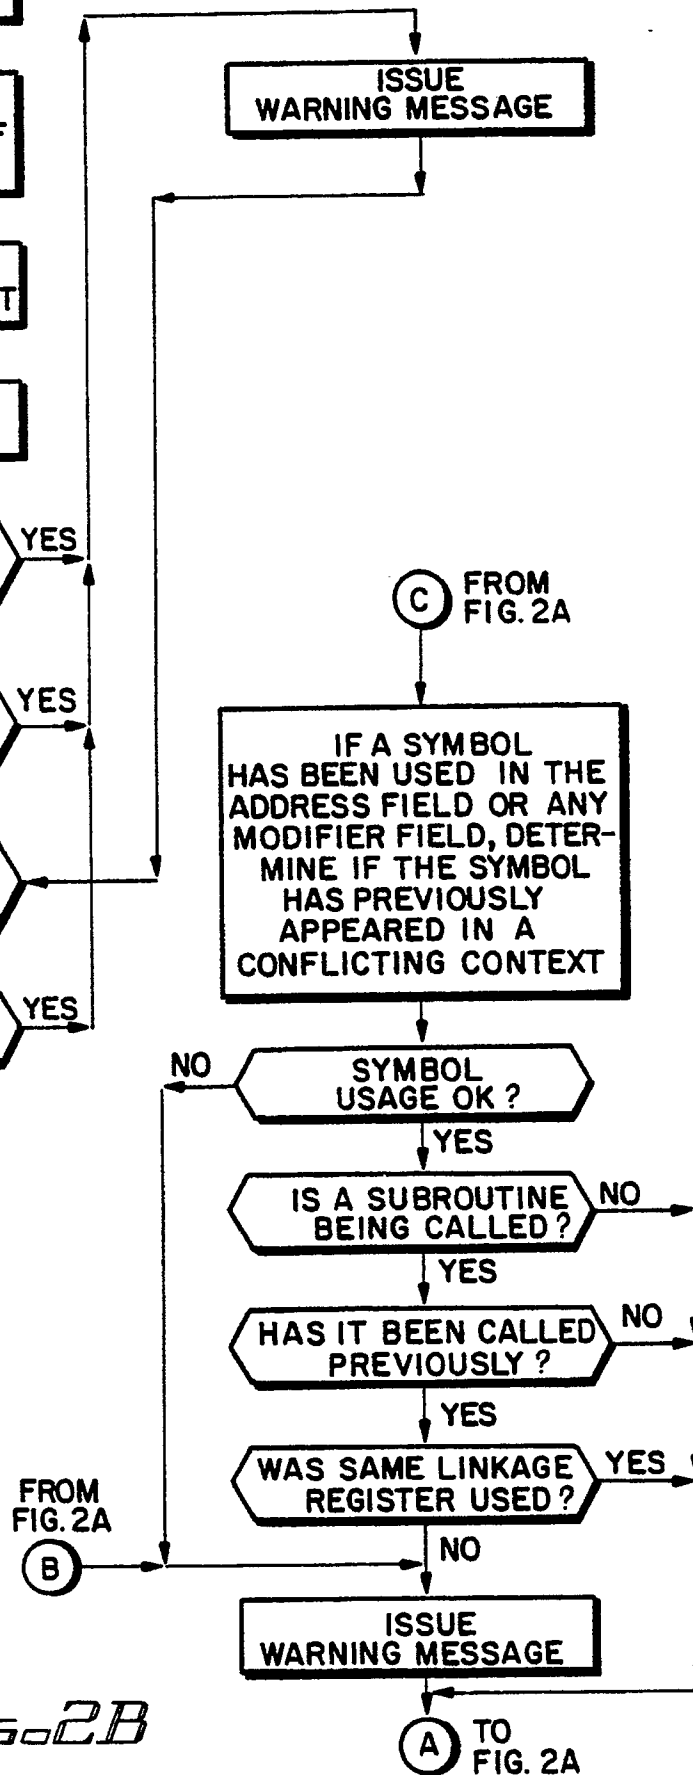 ISSUE
WARNING MESSAGE
F
T
YES
C
FROM
FIG. 2A
YES
IF A SYMBOL
HAS BEEN USED IN THE
ADDRESS FIELD OR ANY
MODIFIER FIELD, DETER-
MINE IF THE SYMBOL
HAS PREVIOUSLY
APPEARED IN A
CONFLICTING CONTEXT
YES
NO
SYMBOL
USAGE OK?
YES
IS A SUBROUTINE
BEING CALLED?
NO
YES
HAS IT BEEN CALLED
PREVIOUSLY?
NO
YES
WAS SAME LINKAGE
REGISTER USED?
YES
FROM
FIG. 2A
B
NO
ISSUE
WARNING MESSAGE
2B
A
TO
FIG. 2A